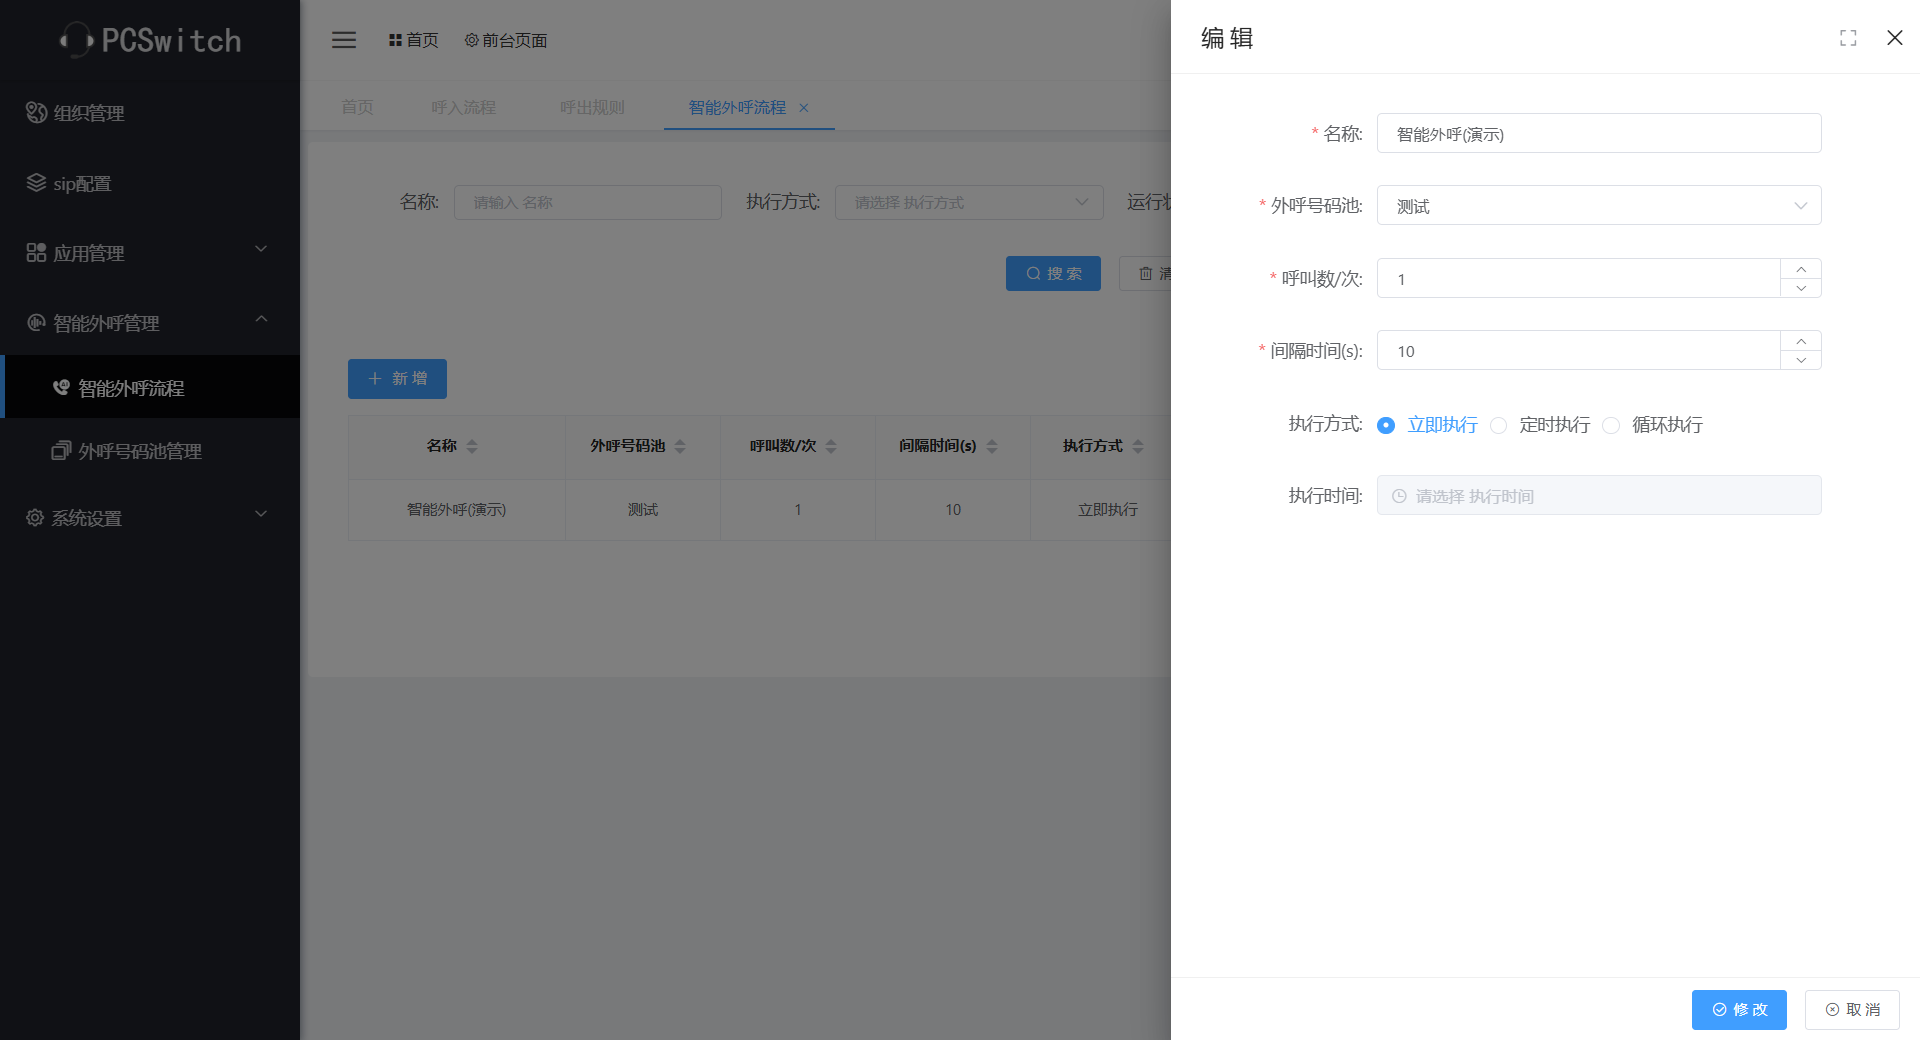 PCSwitch
组织管理
sip配置
应用管理
智能外呼管理
智能外呼流程
外呼号码池管理
系统设置
首页 前台页面
首页 呼入流程 呼出规则 智能外呼流程
名称: 请输入 名称 执行方式: 请选择 执行方式
搜 索
新 增
名称 外呼号码池 呼叫数/次 间隔时间(s) 执行方式
智能外呼(演示) 测试 1 10 立即执行
编 辑
* 名称: 智能外呼(演示)
* 外呼号码池: 测试
* 呼叫数/次: 1
* 间隔时间(s): 10
执行方式: 立即执行 定时执行 循环执行
执行时间: 请选择 执行时间
修 改 取 消